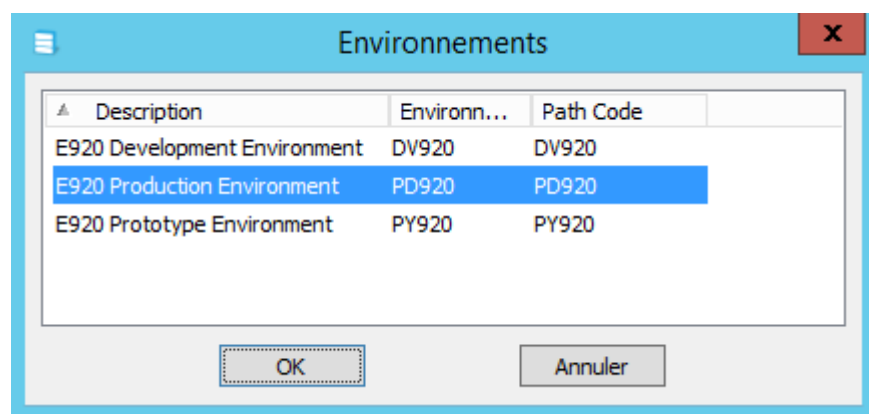 Environnements
Description Environn... Path Code
E920 Development Environment DV920 DV920
E920 Production Environment PD920 PD920
E920 Prototype Environment PY920 PY920
OK Annuler